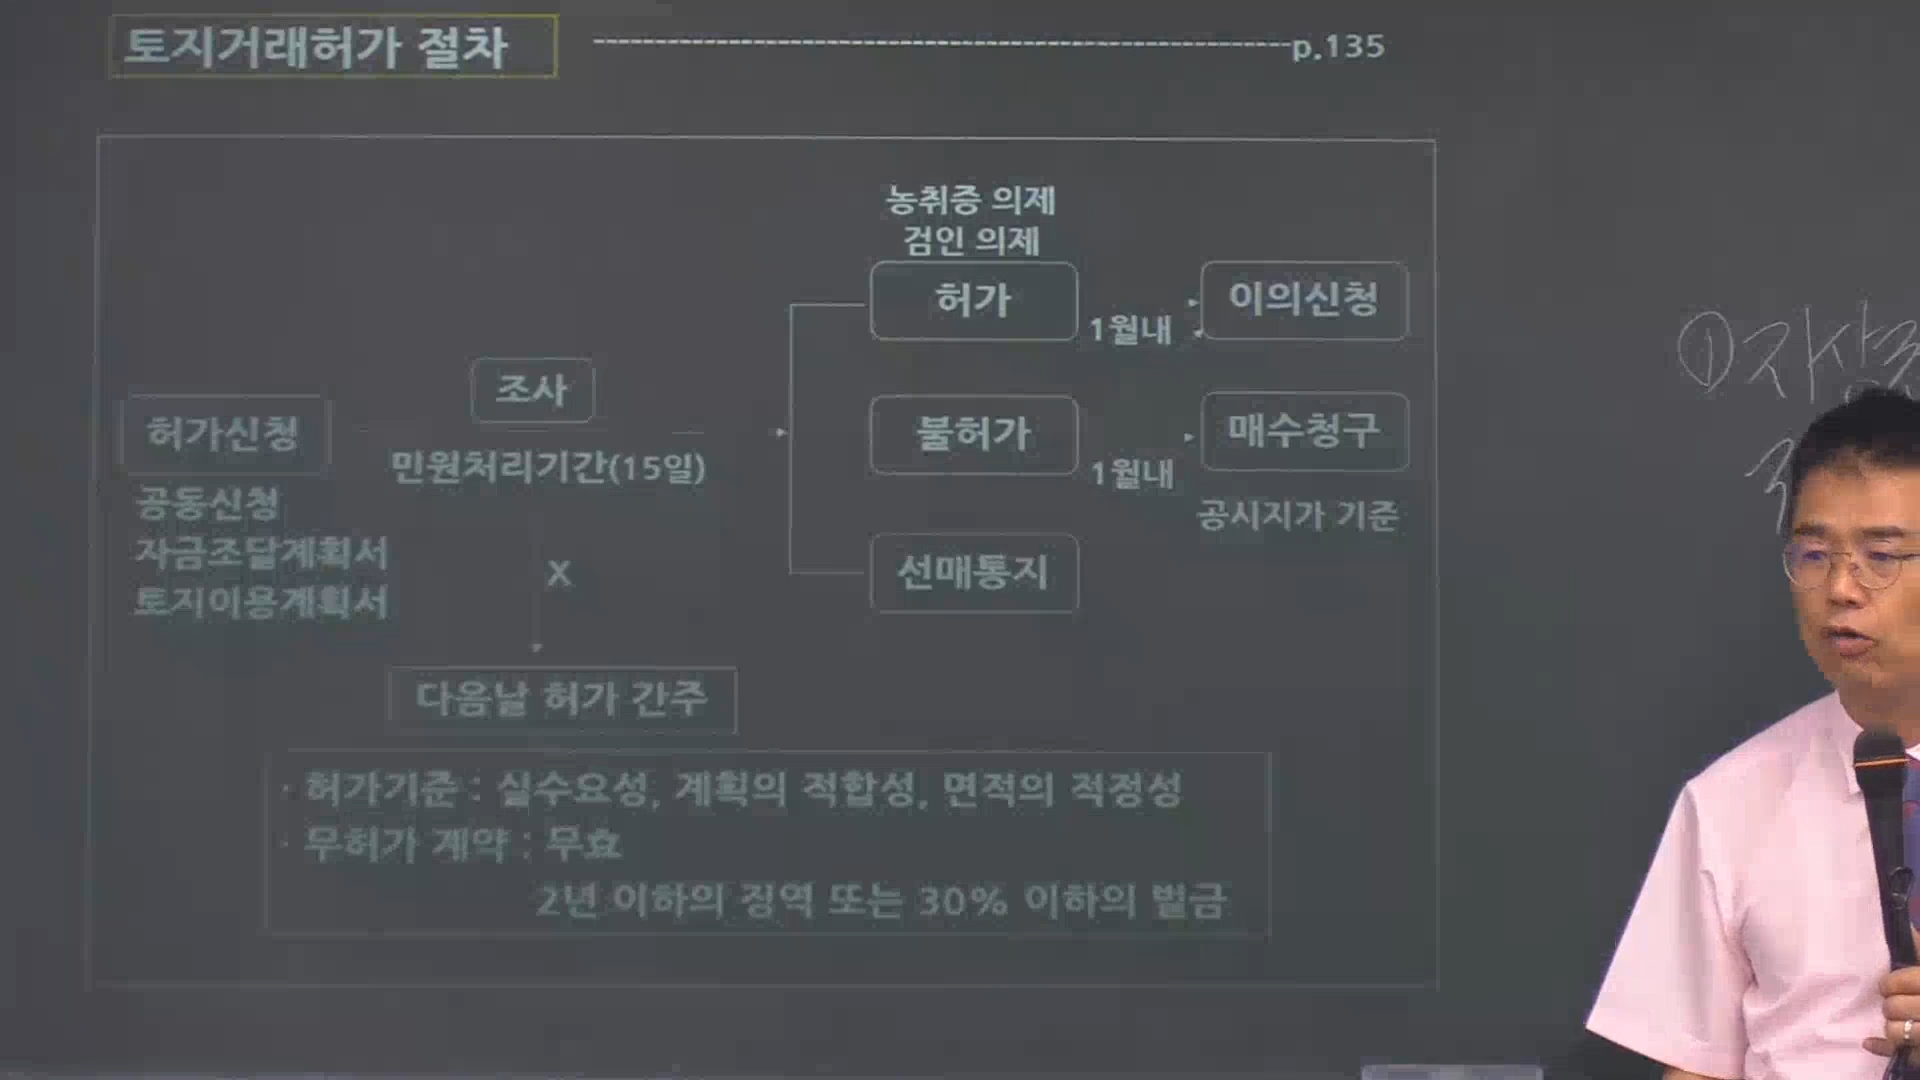 토지거래허가 절차 p.135
농취증 의제
검인 의제
허가
1월내
이의신청
조사
허가신청
민원처리기간(15일)
불허가
1월내
매수청구
공시지가 기준
공동신청
자금조달계획서
토지이용계획서
X
선매통지
다음날 허가 간주
· 허가기준 : 실수요성, 계획의 적합성, 면적의 적정성
· 무허가 계약 : 무효
2년 이하의 징역 또는 30% 이하의 벌금
① 자상